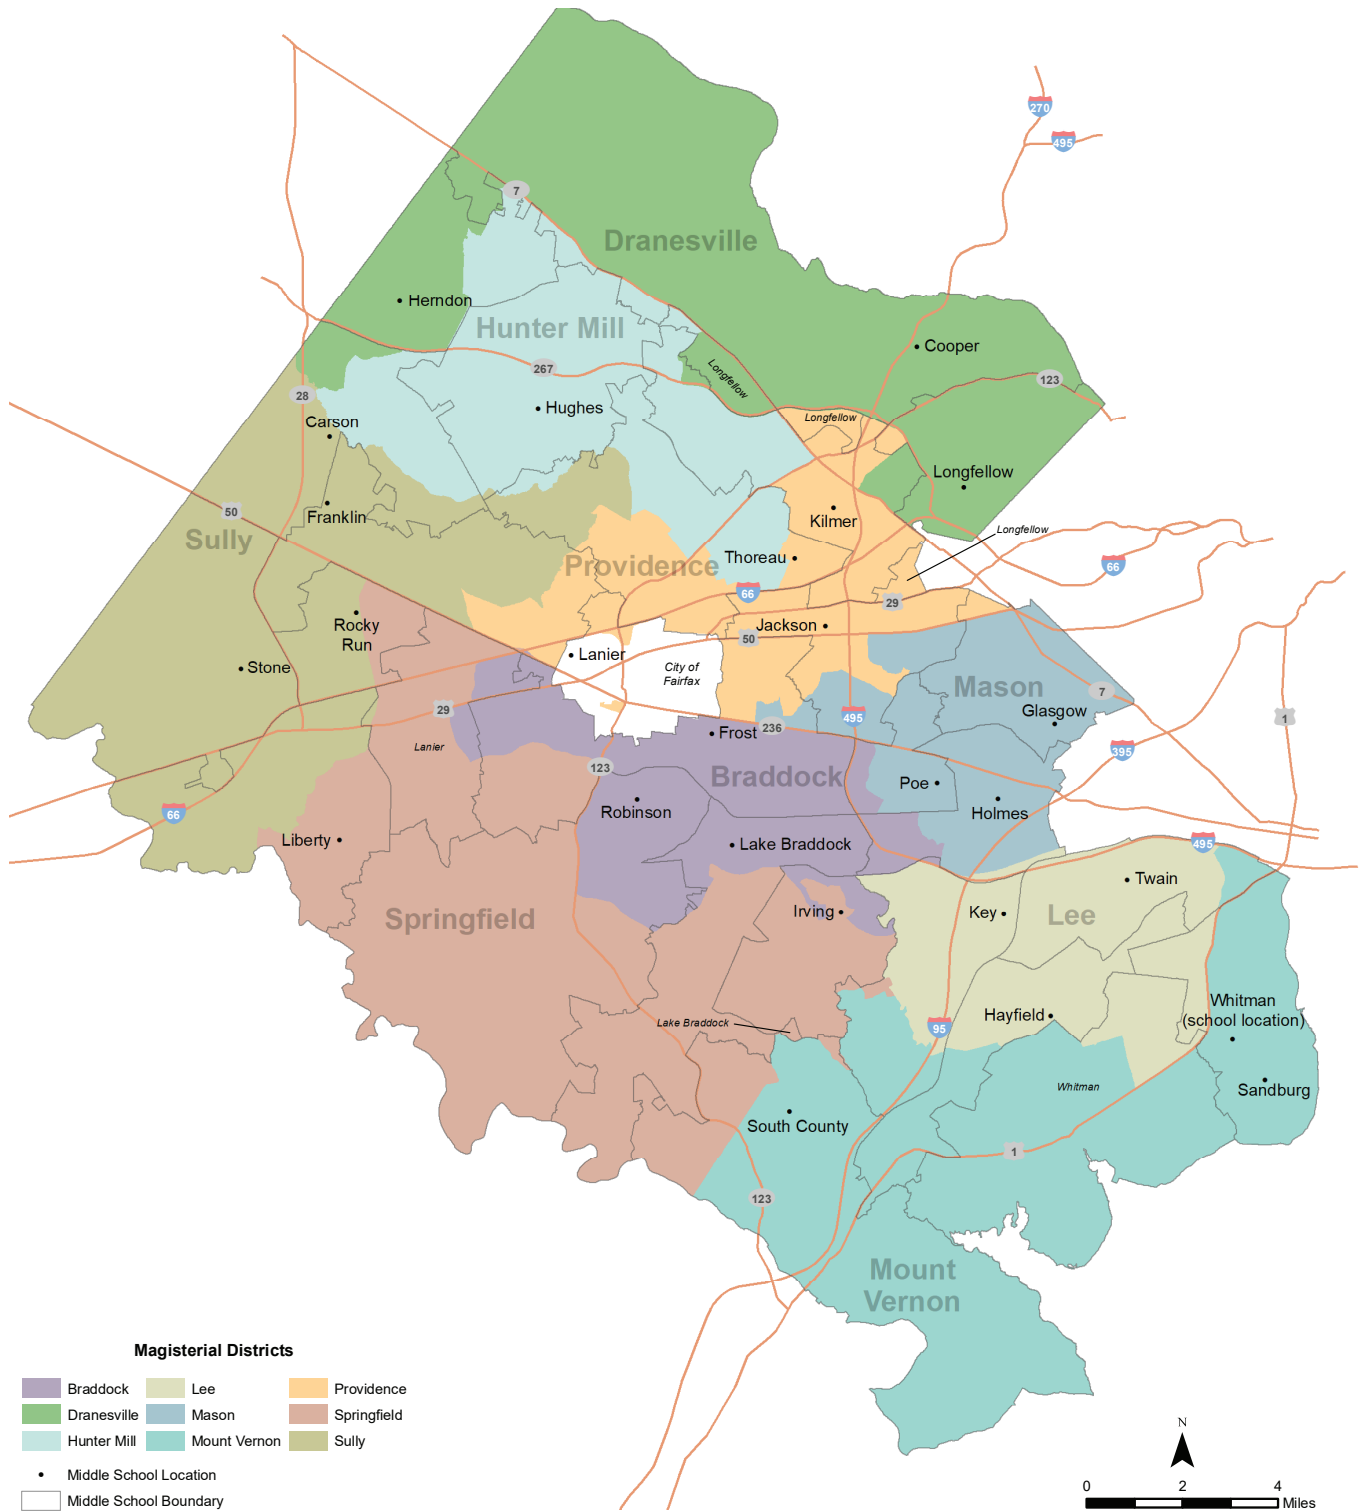 270
495
7
Dranesville
Herndon
Hunter Mill
Cooper
267
Longfellow
123
28
Hughes
Carson
Longfellow
Longfellow
50
Franklin
Kilmer
Longfellow
Sully
Thoreau
Providence
66
66
29
Rocky
Run
Jackson
50
Stone
Lanier
City of
Fairfax
Mason
7
Glasgow
29
495
236
1
Frost
Lanier
395
123
Braddock
Poe
Robinson
Holmes
66
Liberty
Lake Braddock
495
Twain
Springfield
Irving
Key
Lee
Whitman
(school location)
Lake Braddock
95
Hayfield
Whitman
Sandburg
South County
1
123
Mount
Vernon
Magisterial Districts
Braddock
Lee
Providence
Dranesville
Mason
Springfield
Hunter Mill
Mount Vernon
Sully
Middle School Location
Middle School Boundary
N
0 2 4
Miles